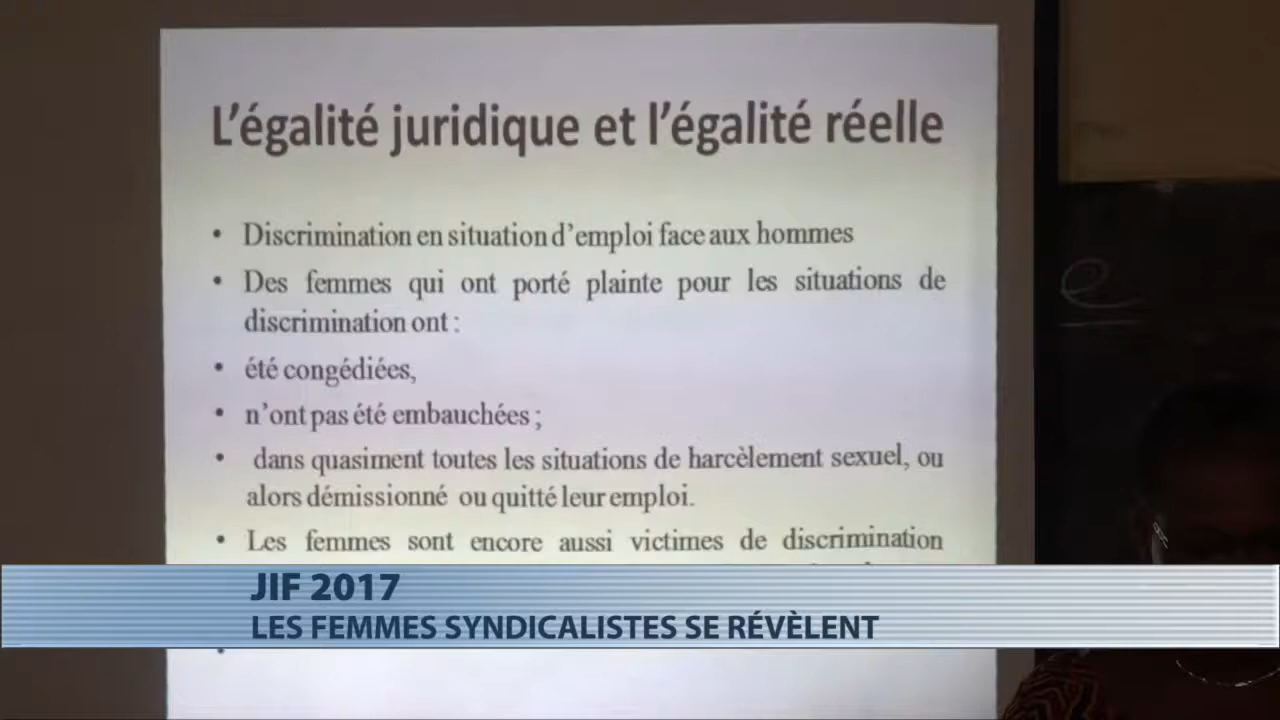 L'égalité juridique et l'égalité réelle
• Discrimination en situation d'emploi face aux hommes
• Des femmes qui ont porté plainte pour les situations de
discrimination ont :
• été congédiées,
• n'ont pas été embauchées ;
• dans quasiment toutes les situations de harcèlement sexuel, ou
alors démissionné ou quitté leur emploi.
• Les femmes sont encore aussi victimes de discrimination
JIF 2017
LES FEMMES SYNDICALISTES SE RÉVÈLENT
e